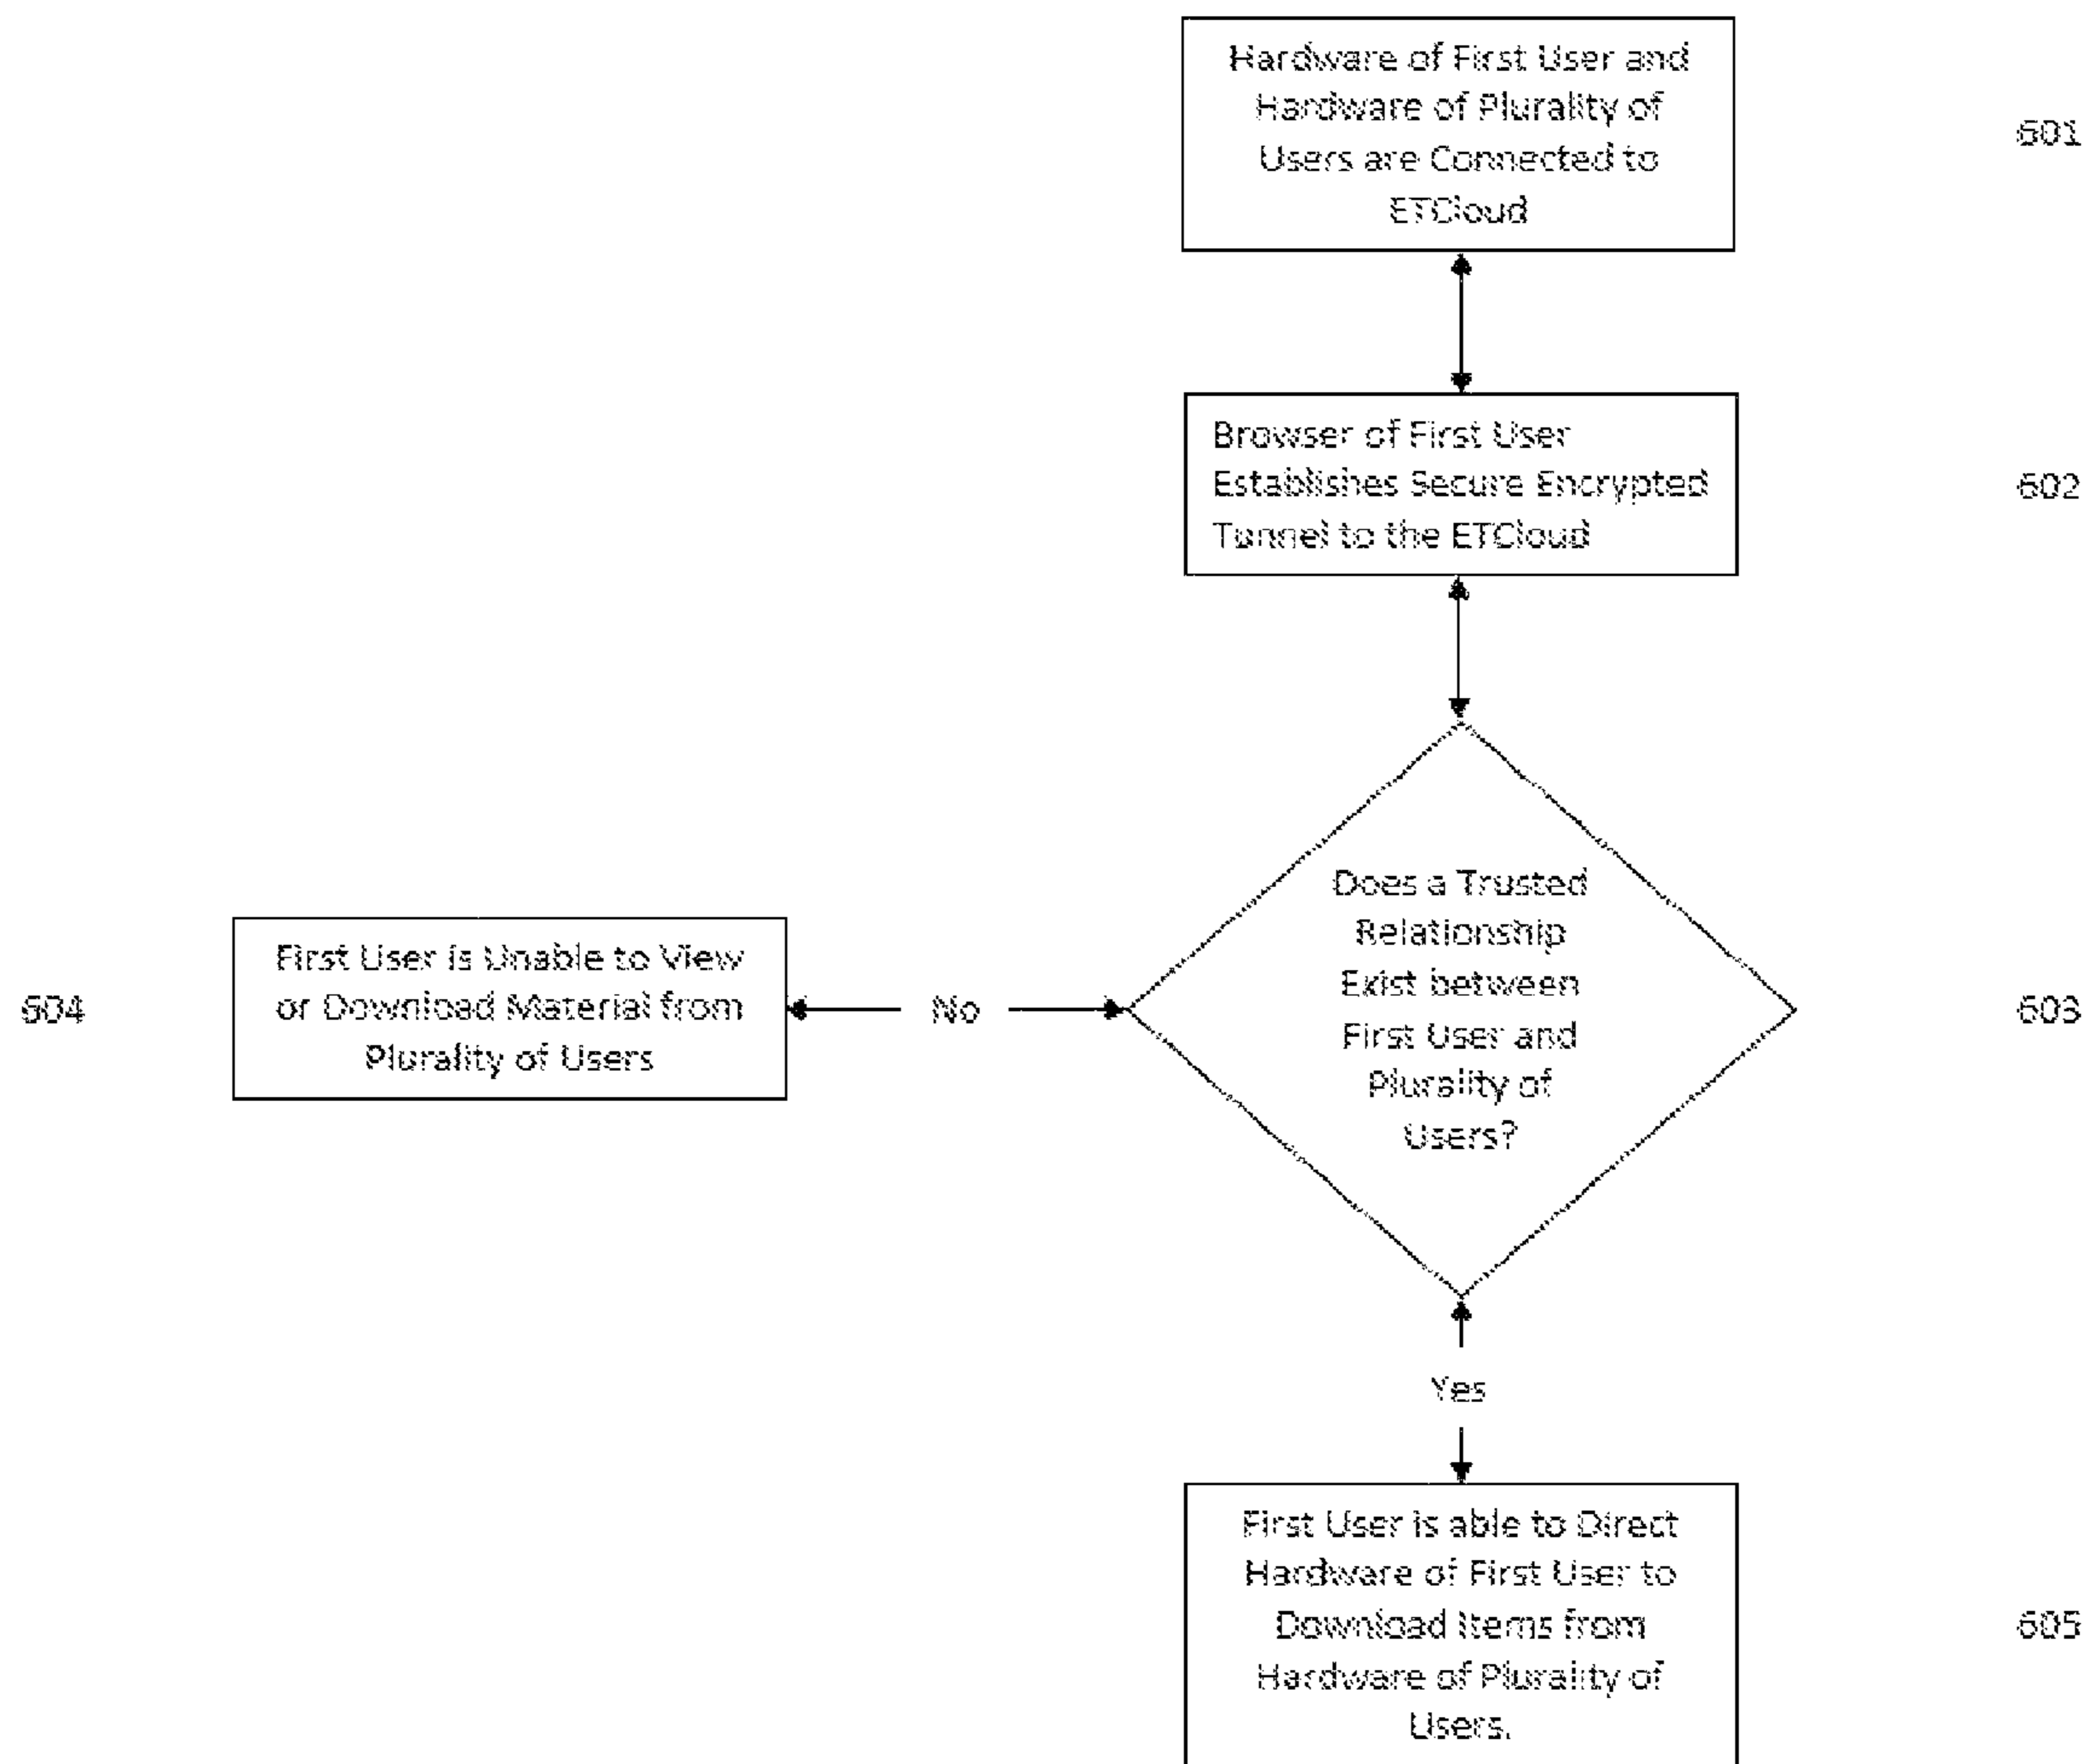 Hardware of First User and
Hardware of Plurality of
Users are Connected to
ETCloud
601
Browser of First User
Establishes Secure Encrypted
Tunnel to the ETCloud
602
Does a Trusted
Relationship
Exist between
First User and
Plurality of
Users?
603
No
First User is Unable to View
or Download Material from
Plurality of Users
604
Yes
First User is able to Direct
Hardware of First User to
Download Items from
Hardware of Plurality of
Users.
605